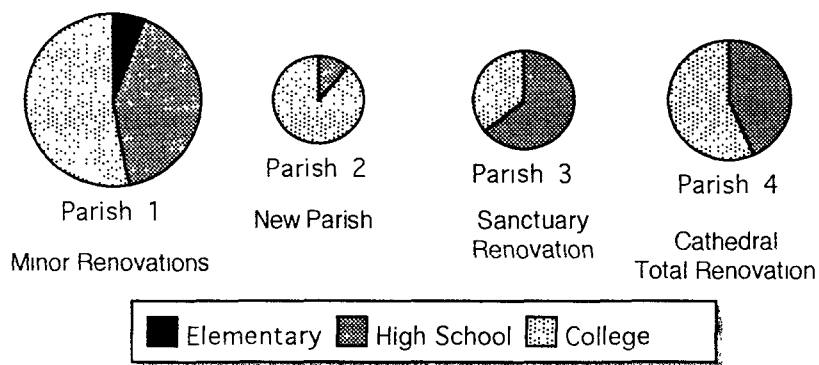 Parish 1
Minor Renovations
Parish 2
New Parish
Parish 3
Sanctuary
Renovation
Parish 4
Cathedral
Total Renovation
Elementary High School College